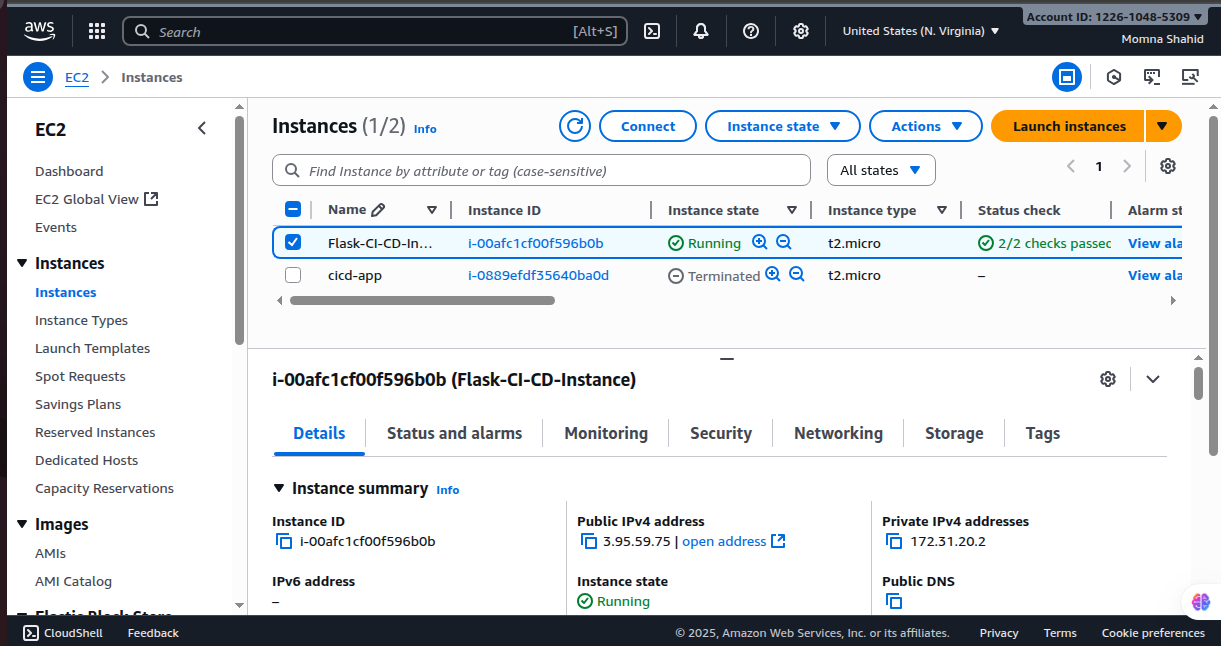 aws
Search [Alt+S]
United States (N. Virginia)
Account ID: 1226-1048-5309
Momna Shahid
EC2 Instances
EC2
Dashboard
EC2 Global View
Events
Instances
Instances
Instance Types
Launch Templates
Spot Requests
Savings Plans
Reserved Instances
Dedicated Hosts
Capacity Reservations
Images
AMIs
AMI Catalog
Elastic Block Store
Instances (1/2) Info
Connect
Instance state
Actions
Launch instances
Find Instance by attribute or tag (case-sensitive)
All states
1
Name Instance ID Instance state Instance type Status check Alarm st
Flask-CI-CD-In... i-00afc1cf00f596b0b Running t2.micro 2/2 checks passec View ala
cicd-app i-0889efdf35640ba0d Terminated t2.micro – View ala
i-00afc1cf00f596b0b (Flask-CI-CD-Instance)
Details Status and alarms Monitoring Security Networking Storage Tags
Instance summary Info
Instance ID
i-00afc1cf00f596b0b
Public IPv4 address
3.95.59.75 | open address
Private IPv4 addresses
172.31.20.2
IPv6 address
–
Instance state
Running
Public DNS
CloudShell Feedback © 2025, Amazon Web Services, Inc. or its affiliates. Privacy Terms Cookie preferences